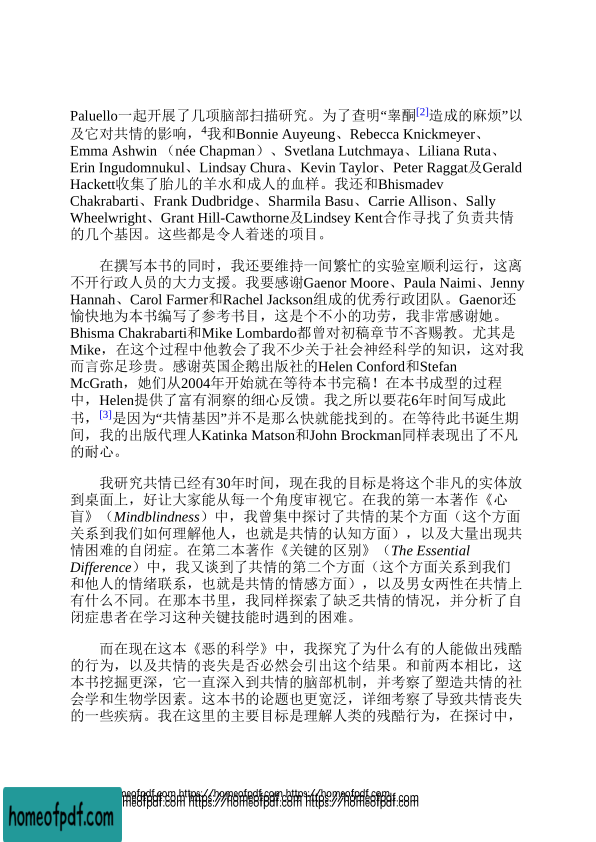 Paluello一起开展了几项脑部扫描研究。为了查明“睾酮[2]造成的麻烦”以
及它对共情的影响，4我和Bonnie Auyeung、Rebecca Knickmeyer、
Emma Ashwin （née Chapman）、Svetlana Lutchmaya、Liliana Ruta、
Erin Ingudomnukul、Lindsay Chura、Kevin Taylor、Peter Raggat及Gerald
Hackett收集了胎儿的羊水和成人的血样。我还和Bhismadev
Chakrabarti、Frank Dudbridge、Sharmila Basu、Carrie Allison、Sally
Wheelwright、Grant Hill-Cawthorne及Lindsey Kent合作寻找了负责共情
的几个基因。这些都是令人着迷的项目。
在撰写本书的同时，我还要维持一间繁忙的实验室顺利运行，这离
不开行政人员的大力支援。我要感谢Gaenor Moore、Paula Naimi、Jenny
Hannah、Carol Farmer和Rachel Jackson组成的优秀行政团队。Gaenor还
愉快地为本书编写了参考书目，这是个不小的功劳，我非常感谢她。
Bhisma Chakrabarti和Mike Lombardo都曾对初稿章节不吝赐教。尤其是
Mike，在这个过程中他教会了我不少关于社会神经科学的知识，这对我
而言弥足珍贵。感谢英国企鹅出版社的Helen Conford和Stefan
McGrath，她们从2004年开始就在等待本书完稿！在本书成型的过程
中，Helen提供了富有洞察的细心反馈。我之所以要花6年时间写成此
书，[3]是因为“共情基因”并不是那么快就能找到的。在等待此书诞生期
间，我的出版代理人Katinka Matson和John Brockman同样表现出了不凡
的耐心。
我研究共情已经有30年时间，现在我的目标是将这个非凡的实体放
到桌面上，好让大家能从每一个角度审视它。在我的第一本著作《心
盲》（Mindblindness）中，我曾集中探讨了共情的某个方面（这个方面
关系到我们如何理解他人，也就是共情的认知方面），以及大量出现共
情困难的自闭症。在第二本著作《关键的区别》（The Essential
Difference）中，我又谈到了共情的第二个方面（这个方面关系到我们
和他人的情绪联系，也就是共情的情感方面），以及男女两性在共情上
有什么不同。在那本书里，我同样探索了缺乏共情的情况，并分析了自
闭症患者在学习这种关键技能时遇到的困难。
而在现在这本《恶的科学》中，我探究了为什么有的人能做出残酷
的行为，以及共情的丧失是否必然会引出这个结果。和前两本相比，这
本书挖掘更深，它一直深入到共情的脑部机制，并考察了塑造共情的社
会学和生物学因素。这本书的论题也更宽泛，详细考察了导致共情丧失
的一些疾病。我在这里的主要目标是理解人类的残酷行为，在探讨中，
homeofpdf.com https://homeofpdf.com https://homeofpdf.com
homeofpdf.com https://homeofpdf.com https://homeofpdf.com
homeofpdf.com